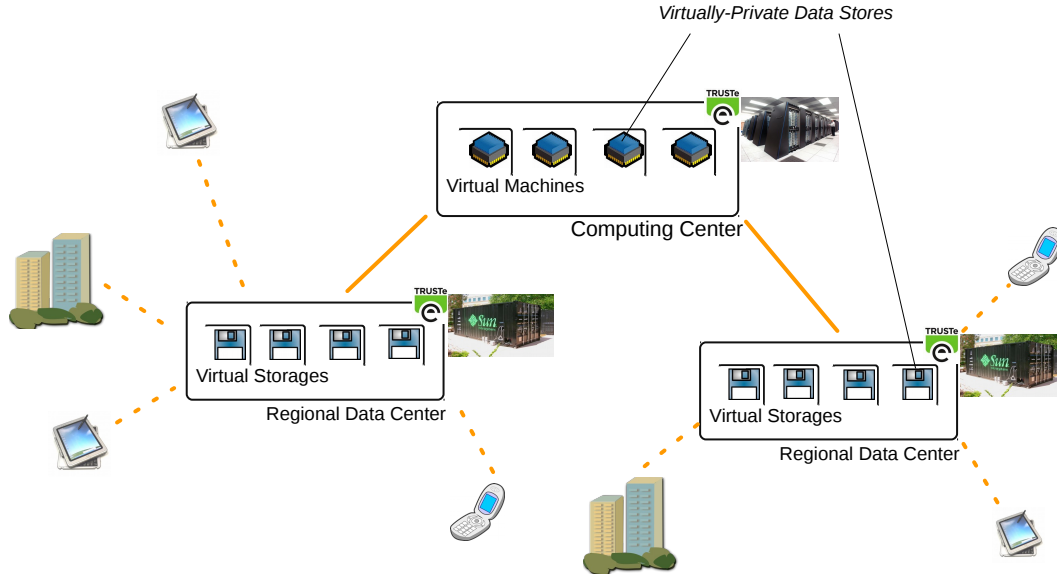 Virtually-Private Data Stores
TRUSTe
Virtual Machines
Computing Center
TRUSTe
Sun
Virtual Storages
Regional Data Center
TRUSTe
Sun
Virtual Storages
Regional Data Center